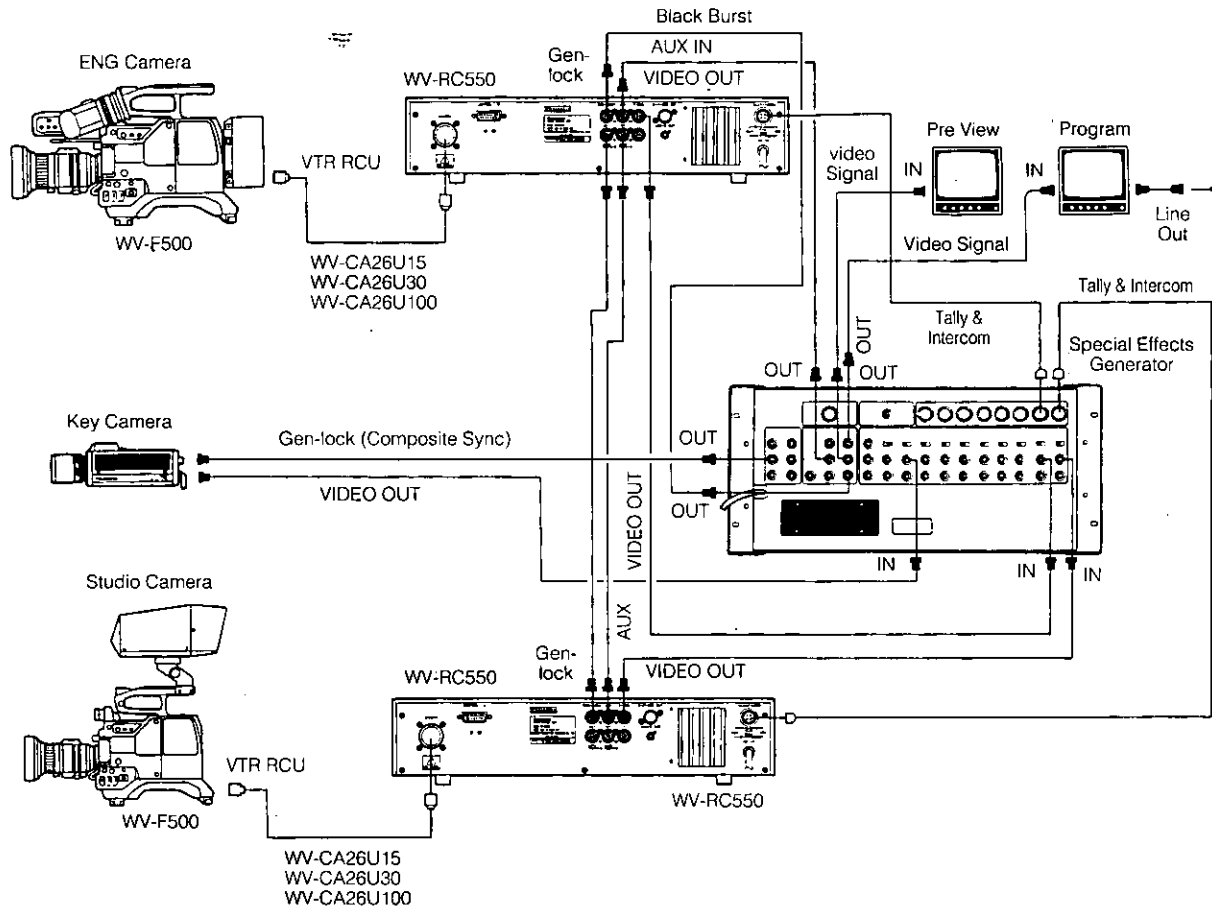 Black Burst
ENG Camera
Gen-
lock
AUX IN
WV-RC550
VIDEO OUT
Pre View
Program
VTR RCU
video
Signal
IN
IN
Line
Out
WV-F500
Video Signal
WV-CA26U15
WV-CA26U30
WV-CA26U100
Tally & Intercom
Tally &
Intercom
OUT
Special Effects
Generator
OUT
OUT
Key Camera
Gen-lock (Composite Sync)
OUT
VIDEO OUT
OUT
VIDEO OUT
IN
IN
IN
Studio Camera
AUX
Gen-
lock
VIDEO OUT
WV-RC550
VTR RCU
WV-RC550
WV-F500
WV-CA26U15
WV-CA26U30
WV-CA26U100